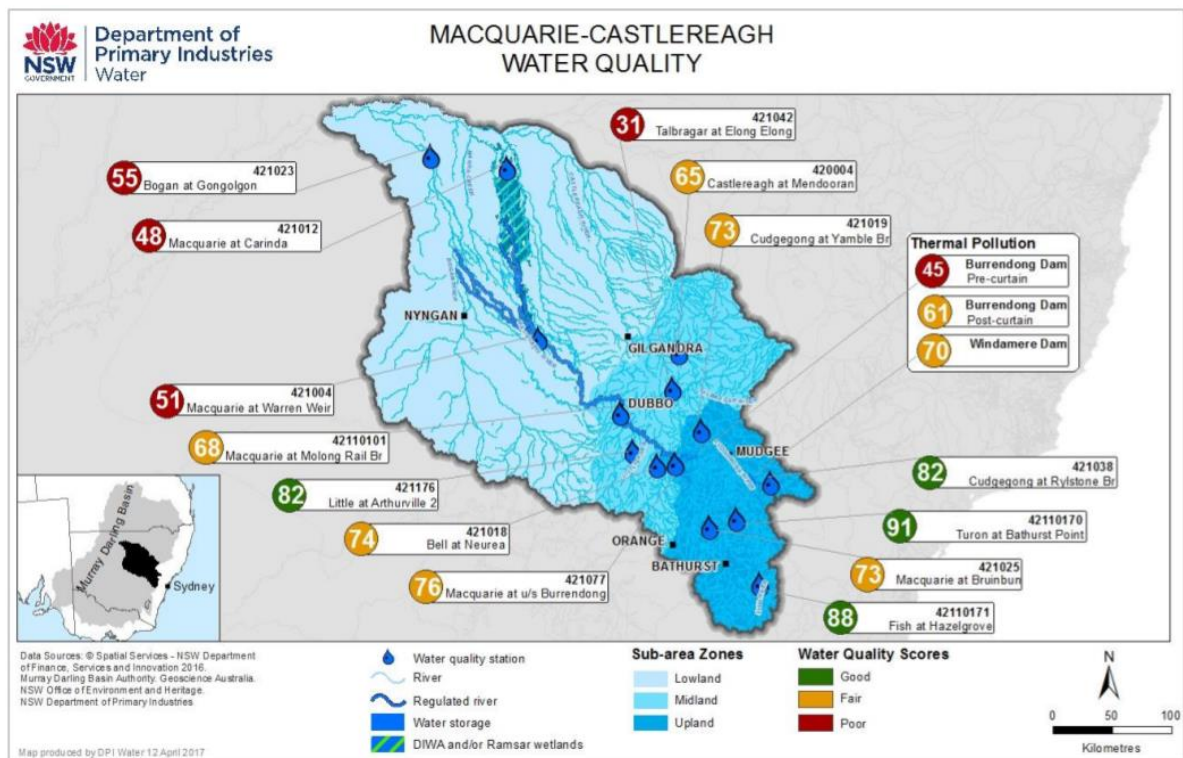 Department of
Primary Industries
Water
NSW
GOVERNMENT
MACQUARIE-CASTLEREAGH
WATER QUALITY
31
421042
Talbragar at Elong Elong
55
421023
Bogan at Gongolgon
65
420004
Castlereagh at Mendooran
48
421012
Macquarie at Carinda
73
421019
Cudgegong at Yamble Br
Thermal Pollution
45
Burrendong Dam
Pre-curtain
61
Burrendong Dam
Post-curtain
70
Windamere Dam
NYNGAN
GILGANDRA
DUBBO
MUDGEE
ORANGE
BATHURST
51
421004
Macquarie at Warren Weir
68
42110101
Macquarie at Molong Rail Br
82
421176
Little at Arthurville 2
74
421018
Bell at Neurea
76
421077
Macquarie at u/s Burrendong
82
421038
Cudgegong at Rylstone Br
91
42110170
Turon at Bathurst Point
73
421025
Macquarie at Bruinbun
88
42110171
Fish at Hazelgrove
Murray Darling Basin
Sydney
Data Sources: © Spatial Services - NSW Department
of Finance, Services and Innovation 2016.
Murray Darling Basin Authority. Geoscience Australia.
NSW Office of Environment and Heritage.
NSW Department of Primary Industries
Map produced by DPI Water 12 April 2017
Water quality station
River
Regulated river
Water storage
DIWA and/or Ramsar wetlands
Sub-area Zones
Lowland
Midland
Upland
Water Quality Scores
Good
Fair
Poor
N
0 50 100
Kilometres